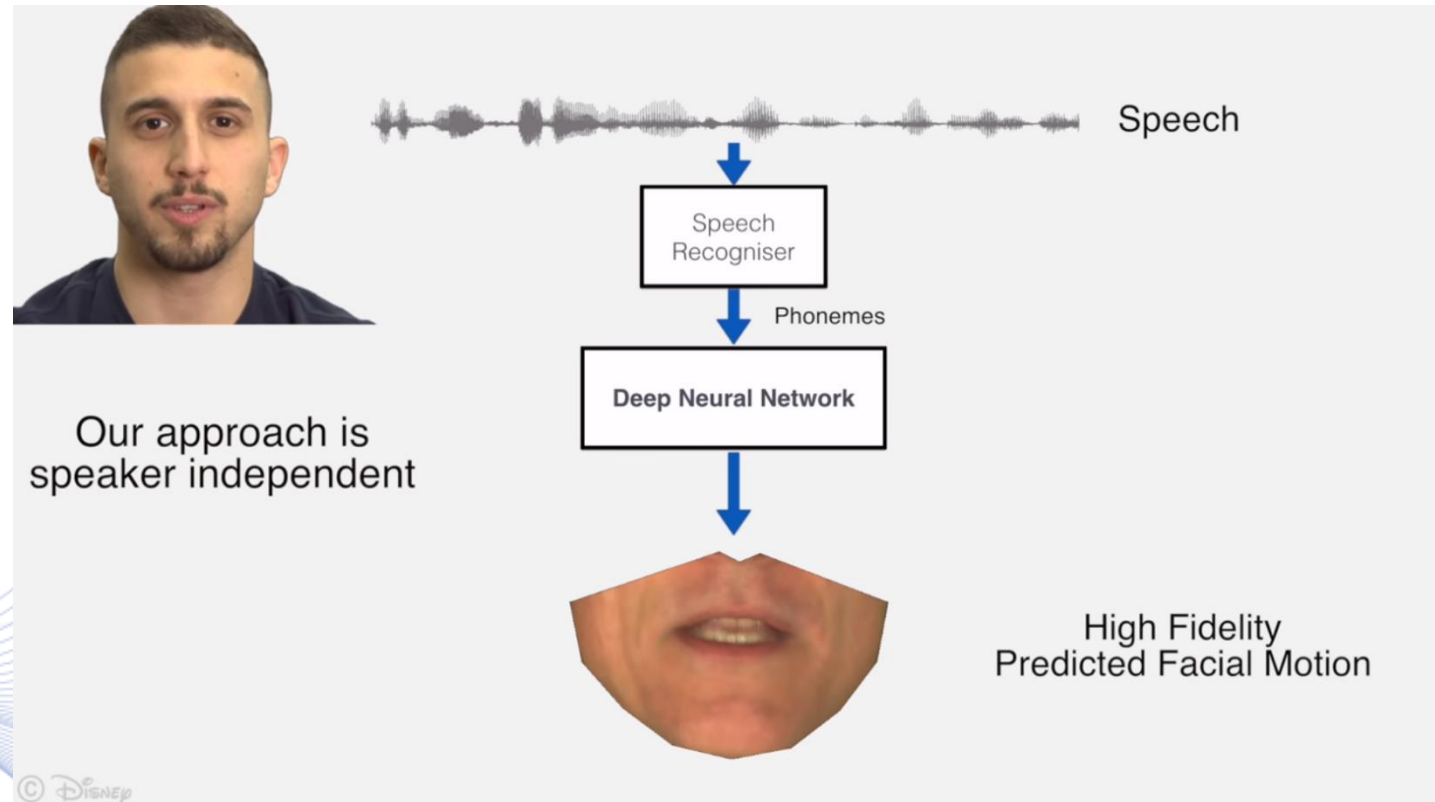 Speech
Speech
Recogniser
Phonemes
Deep Neural Network
Our approach is
speaker independent
High Fidelity
Predicted Facial Motion
© Disney